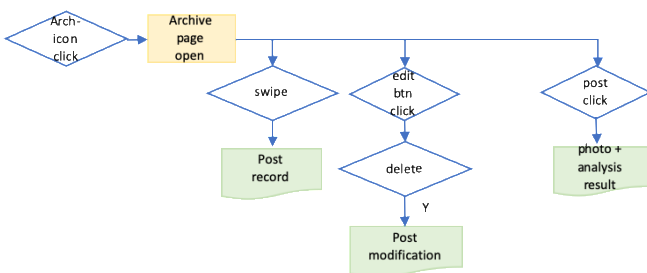 Arch-
icon
click
Archive
page
open
swipe
edit
btn
click
post
click
Post
record
delete
photo +
analysis
result
Y
Post
modification